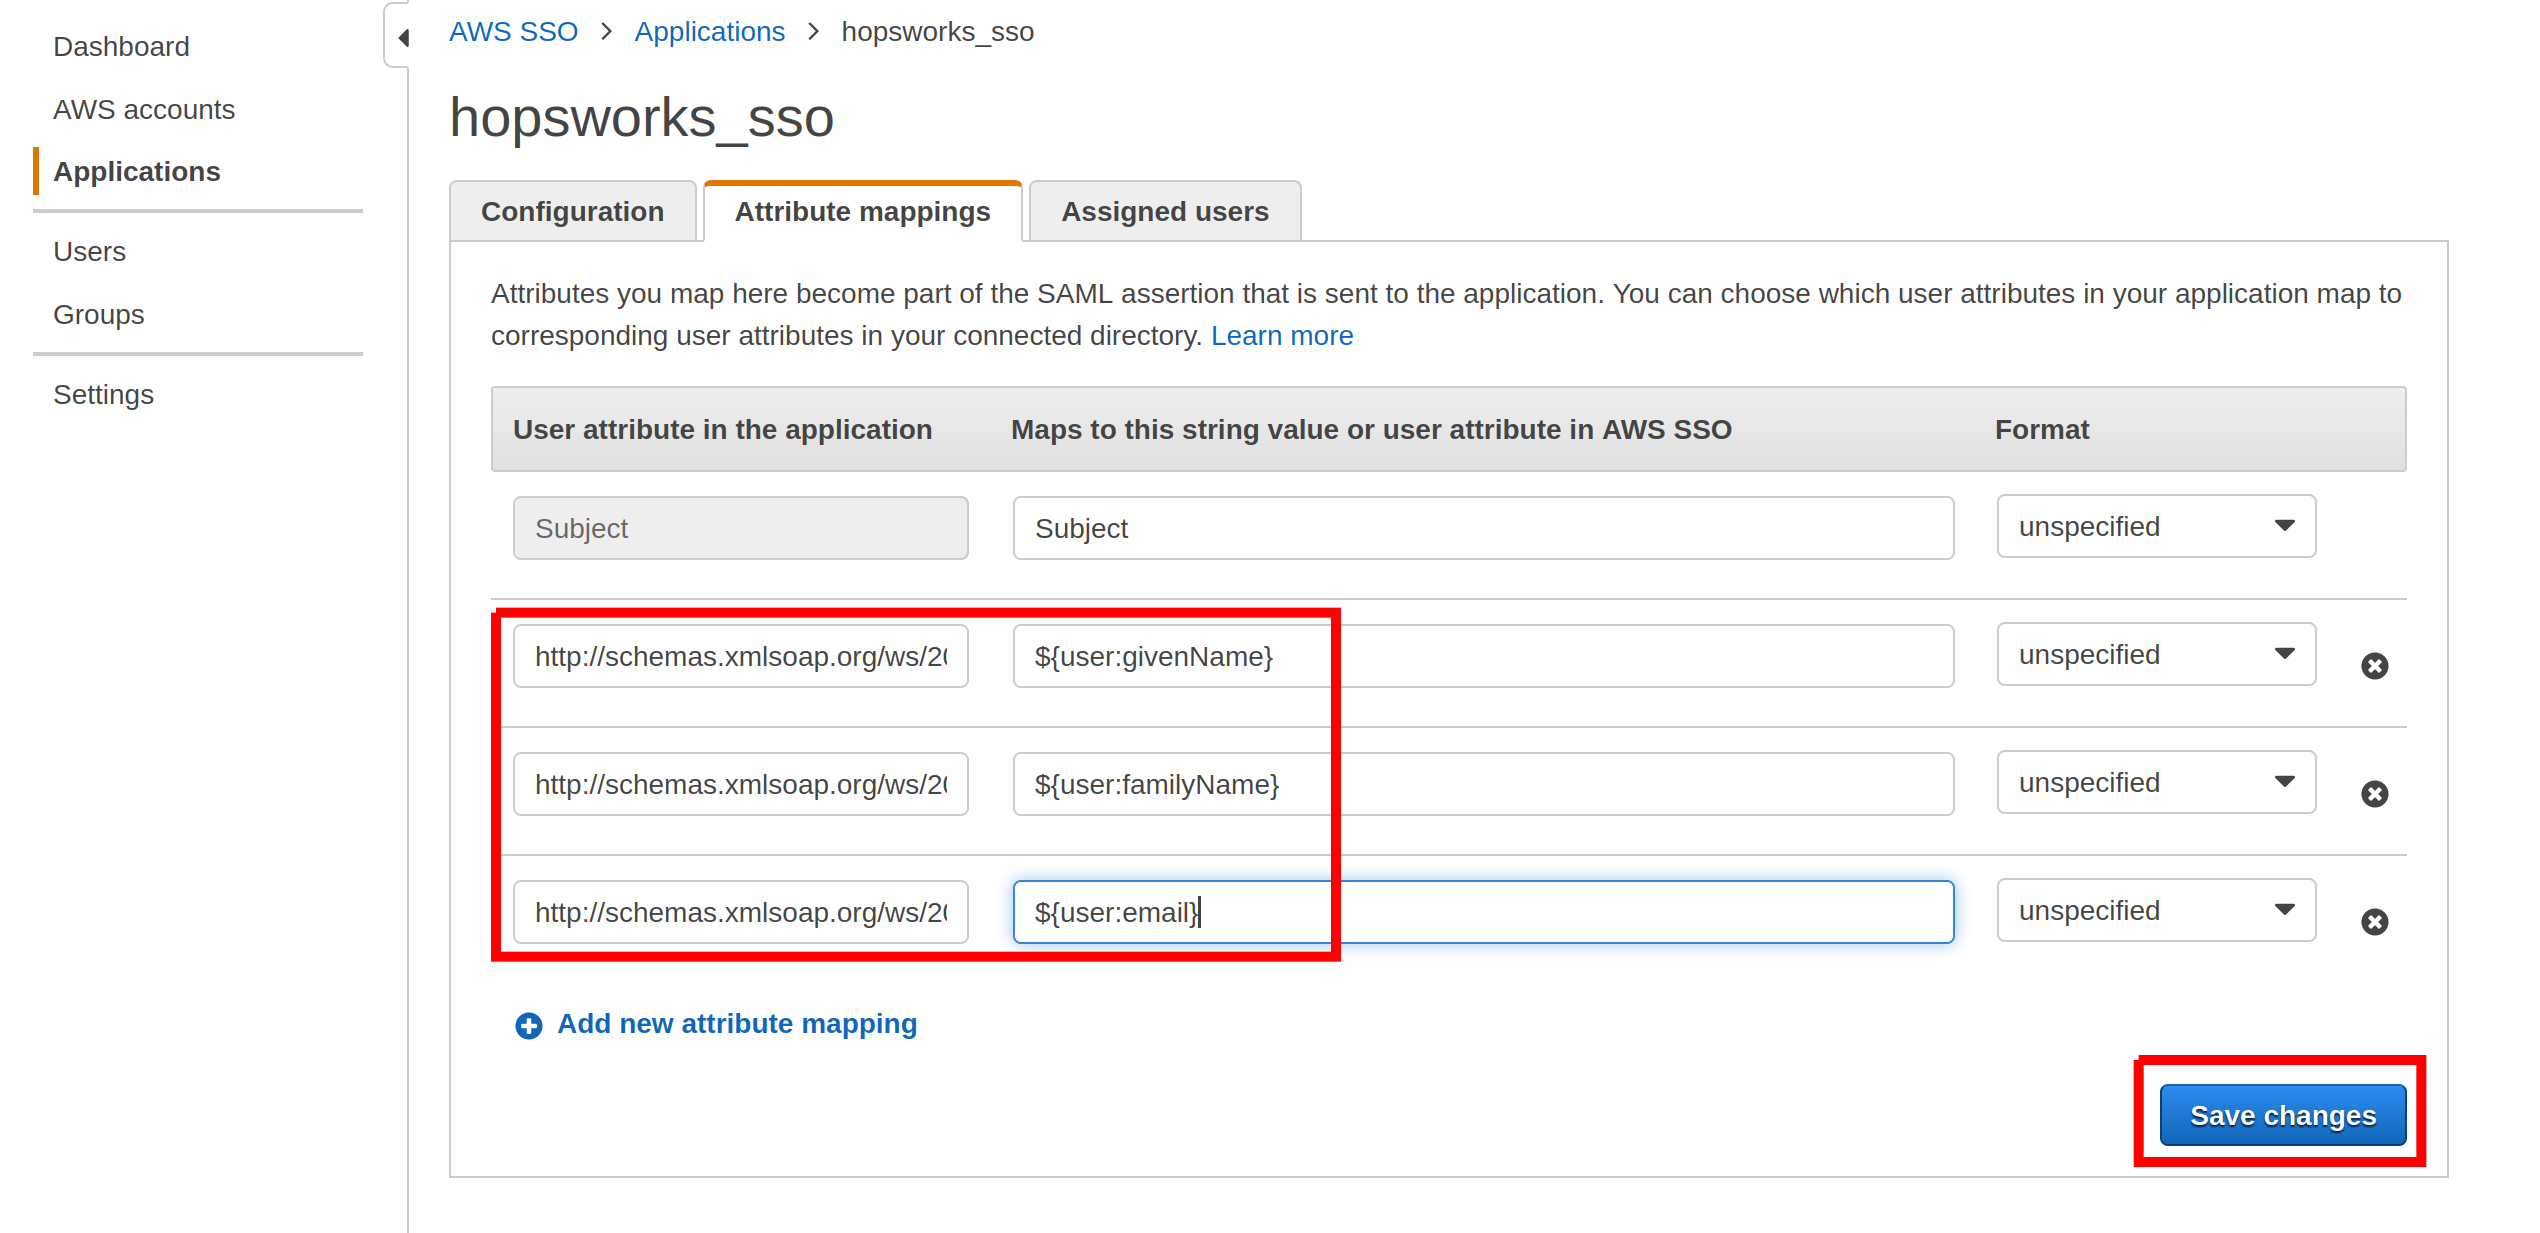 Dashboard
AWS accounts
Applications
Users
Groups
Settings
AWS SSO > Applications > hopsworks_sso
hopsworks_sso
Configuration Attribute mappings Assigned users
Attributes you map here become part of the SAML assertion that is sent to the application. You can choose which user attributes in your application map to
corresponding user attributes in your connected directory. Learn more
User attribute in the application Maps to this string value or user attribute in AWS SSO Format
Subject Subject unspecified
http://schemas.xmlsoap.org/ws/20 ${user:givenName} unspecified
http://schemas.xmlsoap.org/ws/20 ${user:familyName} unspecified
http://schemas.xmlsoap.org/ws/20 ${user:email} unspecified
Add new attribute mapping
Save changes